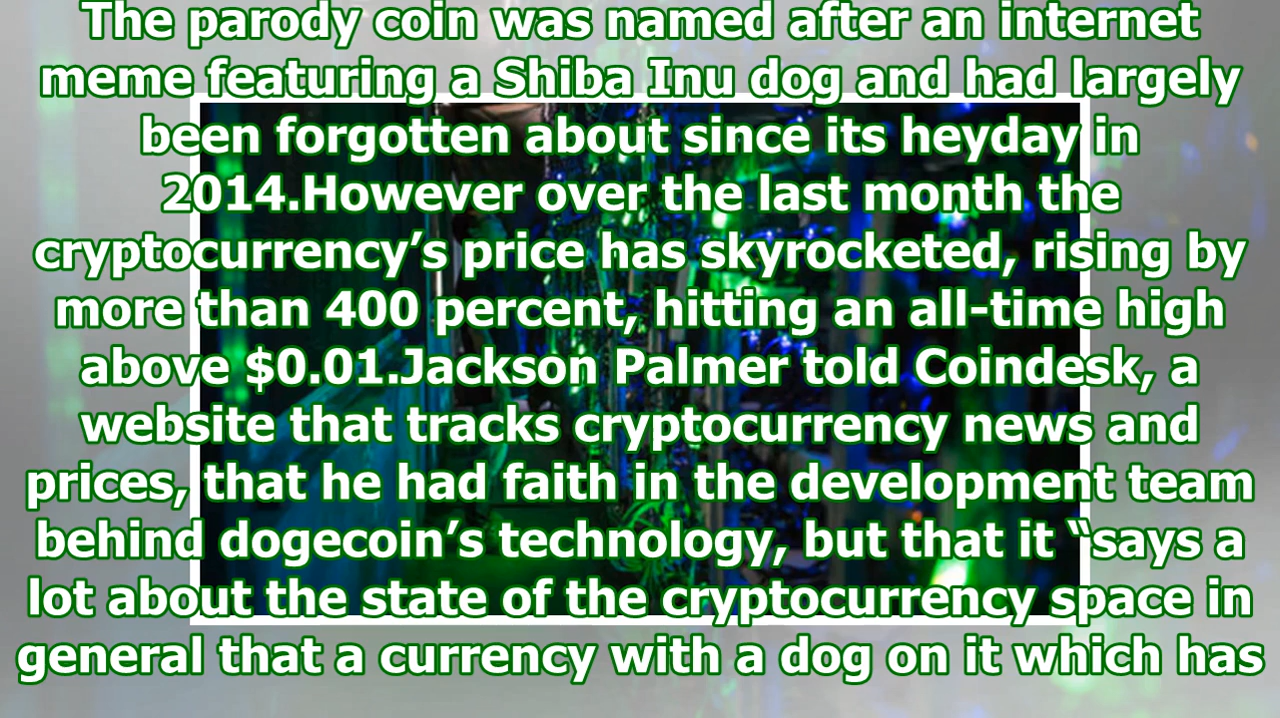 The parody coin was named after an internet
meme featuring a Shiba Inu dog and had largely
been forgotten about since its heyday in
2014.However over the last month the
cryptocurrency’s price has skyrocketed, rising by
more than 400 percent, hitting an all-time high
above $0.01.Jackson Palmer told Coindesk, a
website that tracks cryptocurrency news and
prices, that he had faith in the development team
behind dogecoin’s technology, but that it “says a
lot about the state of the cryptocurrency space in
general that a currency with a dog on it which has